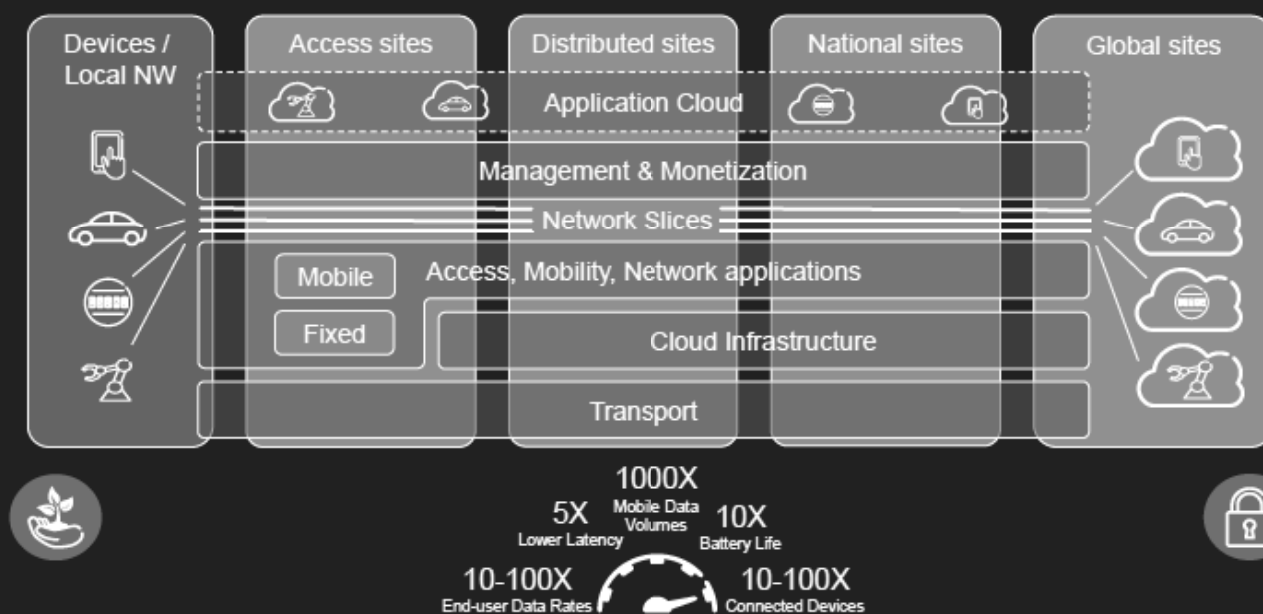 Devices /
Local NW
Access sites
Distributed sites
National sites
Global sites
Application Cloud
Management & Monetization
Network Slices
Mobile
Access, Mobility, Network applications
Fixed
Cloud Infrastructure
Transport
1000X
Mobile Data
Volumes
5X
Lower Latency
10X
Battery Life
10-100X
End-user Data Rates
10-100X
Connected Devices